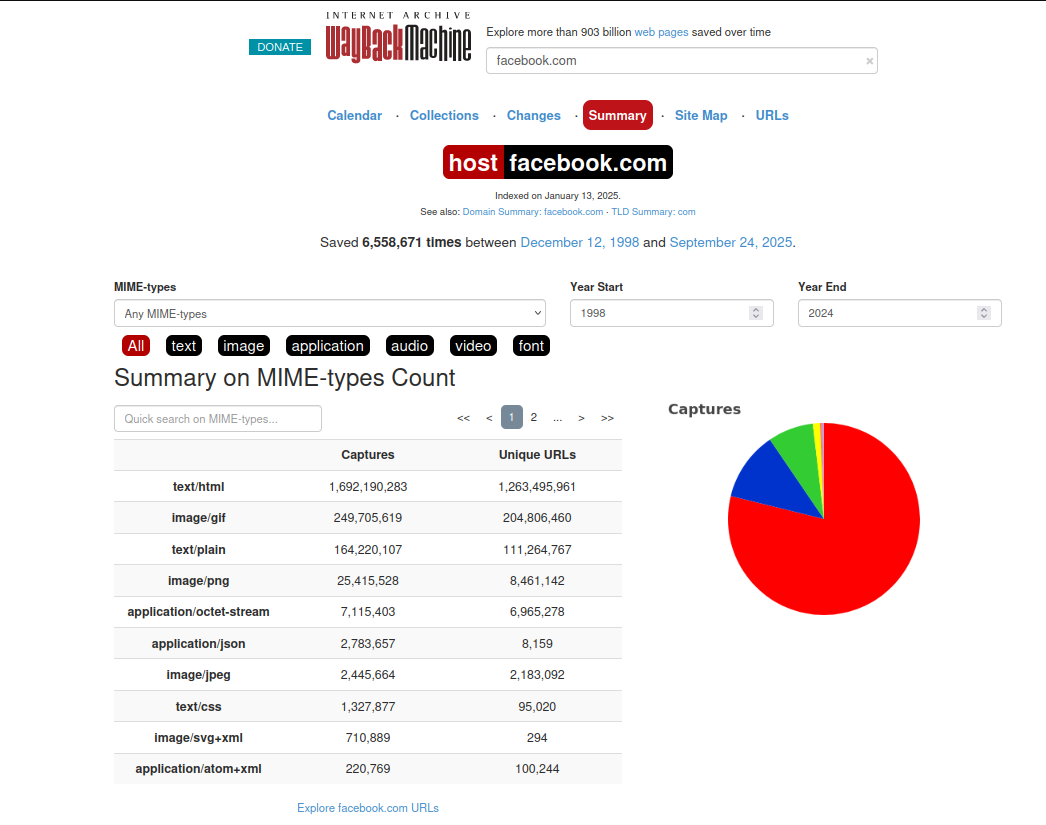 INTERNET ARCHIVE
DONATE
WayBackMachine
Explore more than 903 billion web pages saved over time
facebook.com ×
Calendar · Collections · Changes · Summary · Site Map · URLs
host facebook.com
Indexed on January 13, 2025.
See also: Domain Summary: facebook.com · TLD Summary: com
Saved 6,558,671 times between December 12, 1998 and September 24, 2025.
MIME-types Year Start Year End
Any MIME-types 1998 2024
All text image application audio video font
Summary on MIME-types Count
Quick search on MIME-types... << < 1 2 ... > >>
Captures
Captures Unique URLs
text/html 1,692,190,283 1,263,495,961
image/gif 249,705,619 204,806,460
text/plain 164,220,107 111,264,767
image/png 25,415,528 8,461,142
application/octet-stream 7,115,403 6,965,278
application/json 2,783,657 8,159
image/jpeg 2,445,664 2,183,092
text/css 1,327,877 95,020
image/svg+xml 710,889 294
application/atom+xml 220,769 100,244
Explore facebook.com URLs